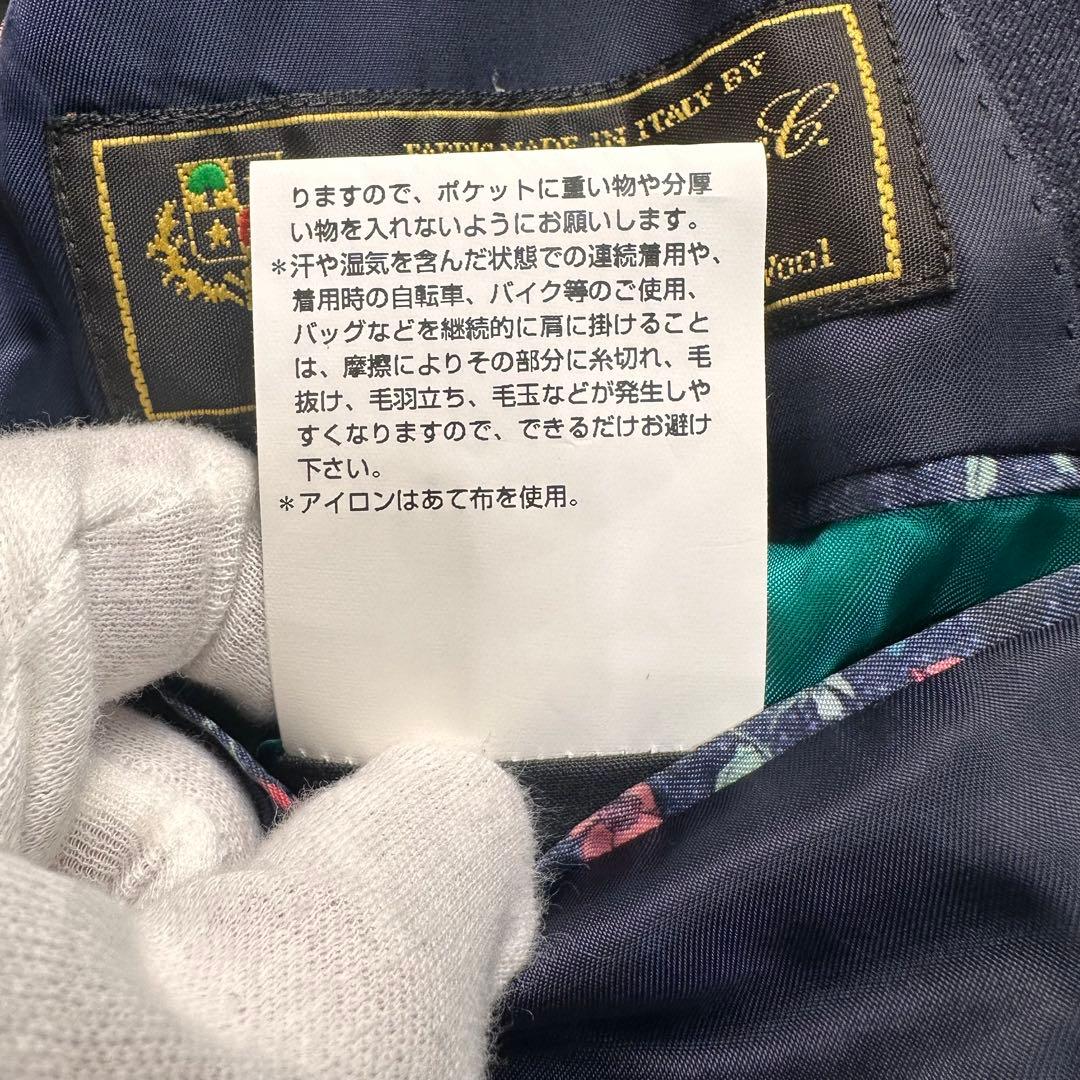 MADE IN ITALY BY
C.
Wool
りますので、ポケットに重い物や分厚
い物を入れないようにお願いします。
＊汗や湿気を含んだ状態での連続着用や、
着用時の自転車、バイク等のご使用、
バッグなどを継続的に肩に掛けること
は、摩擦によりその部分に糸切れ、毛
抜け、毛羽立ち、毛玉などが発生しや
すくなりますので、できるだけお避け
下さい。
＊アイロンはあて布を使用。